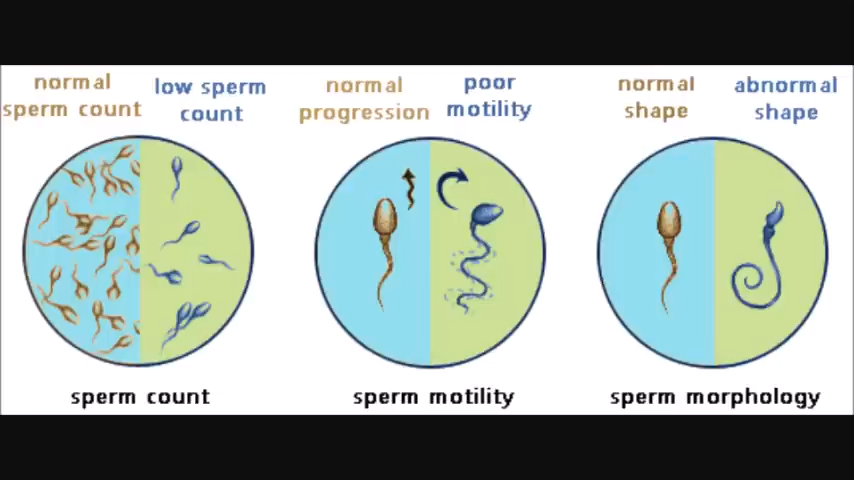 normal
sperm count
low sperm
count
normal
progression
poor
motility
normal
shape
abnormal
shape
sperm count
sperm motility
sperm morphology